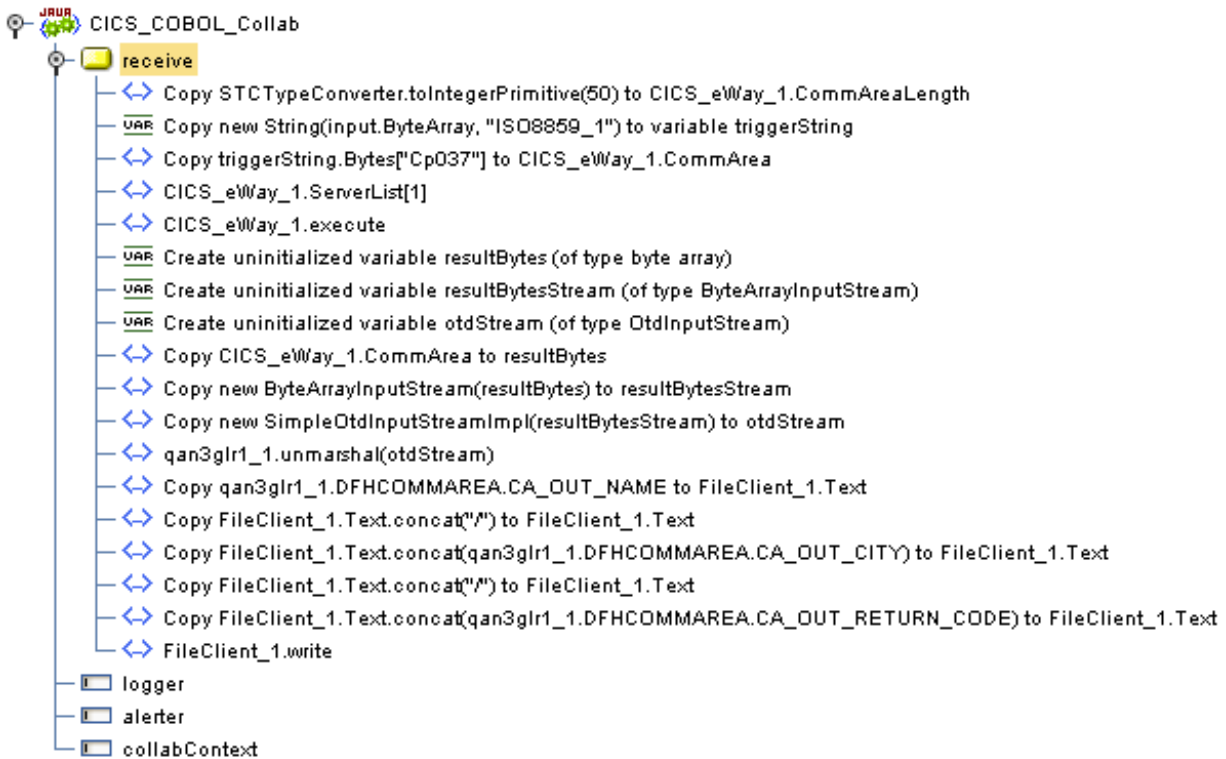 JAVA CICS_COBOL_Collab
receive
Copy STCTypeConverter.toIntegerPrimitive(50) to CICS_eWay_1.CommAreaLength
VAR Copy new String(input.ByteArray, "ISO8859_1") to variable triggerString
Copy triggerString.Bytes["Cp037"] to CICS_eWay_1.CommArea
CICS_eWay_1.ServerList[1]
CICS_eWay_1.execute
VAR Create uninitialized variable resultBytes (of type byte array)
VAR Create uninitialized variable resultBytesStream (of type ByteArrayInputStream)
VAR Create uninitialized variable otdStream (of type OtdInputStream)
Copy CICS_eWay_1.CommArea to resultBytes
Copy new ByteArrayInputStream(resultBytes) to resultBytesStream
Copy new SimpleOtdInputStreamImpl(resultBytesStream) to otdStream
qan3glr1_1.unmarshal(otdStream)
Copy qan3glr1_1.DFHCOMMAREA.CA_OUT_NAME to FileClient_1.Text
Copy FileClient_1.Text.concat("/") to FileClient_1.Text
Copy FileClient_1.Text.concat(qan3glr1_1.DFHCOMMAREA.CA_OUT_CITY) to FileClient_1.Text
Copy FileClient_1.Text.concat("/") to FileClient_1.Text
Copy FileClient_1.Text.concat(qan3glr1_1.DFHCOMMAREA.CA_OUT_RETURN_CODE) to FileClient_1.Text
FileClient_1.write
logger
alerter
collabContext